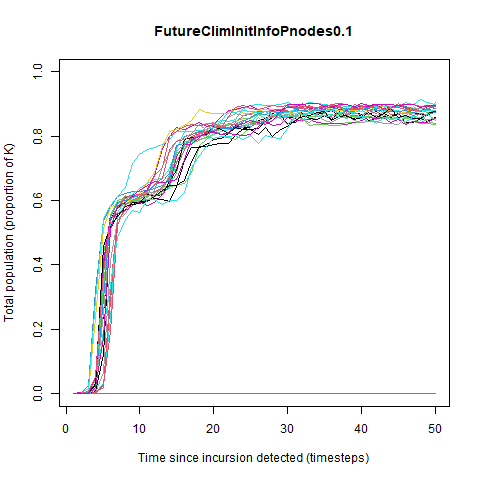 FutureClimInitInfoPnodes0.1
Total population (proportion of K)
1.0
0.8
0.6
0.4
0.2
0.0
0 10 20 30 40 50
Time since incursion detected (timesteps)